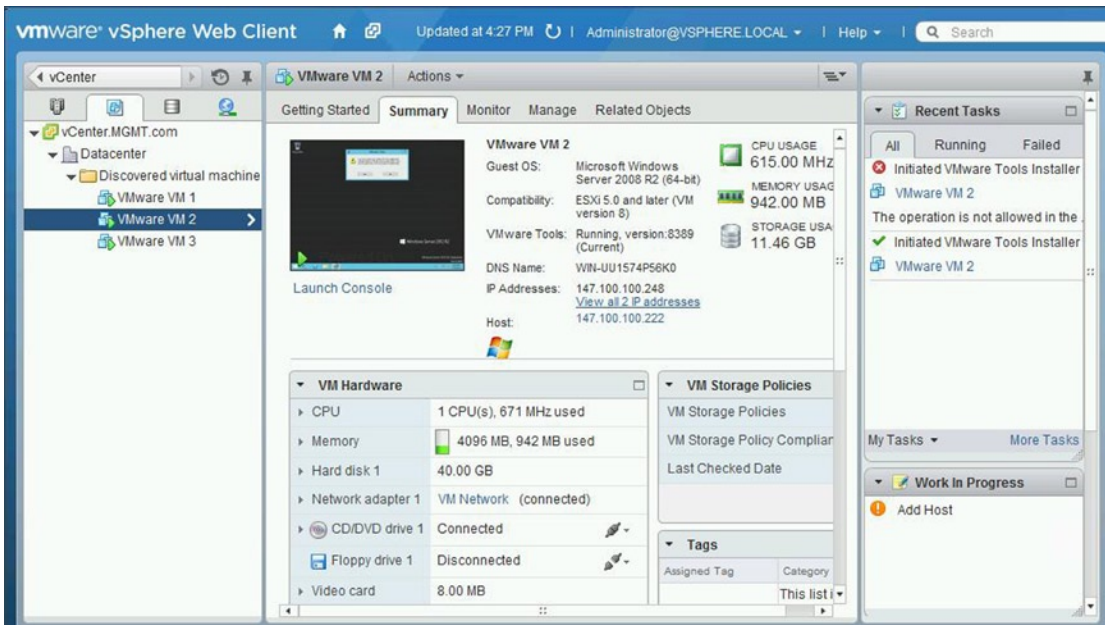 vmware® vSphere Web Client
Updated at 4:27 PM
Administrator@VSPHERE.LOCAL
Help
Search
vCenter
vCenter.MGMT.com
Datacenter
Discovered virtual machine
VMware VM 1
VMware VM 2
VMware VM 3
VMware VM 2
Actions
Getting Started
Summary
Monitor
Manage
Related Objects
Launch Console
VMware VM 2
Guest OS: Microsoft Windows
Server 2008 R2 (64-bit)
Compatibility: ESXi 5.0 and later (VM
version 8)
VMware Tools: Running, version:8389
(Current)
DNS Name: WIN-UU1574P56K0
IP Addresses: 147.100.100.248
View all 2 IP addresses
Host: 147.100.100.222
CPU USAGE
615.00 MHz
MEMORY USAG
942.00 MB
STORAGE USA
11.46 GB
VM Hardware
CPU 1 CPU(s), 671 MHz used
Memory 4096 MB, 942 MB used
Hard disk 1 40.00 GB
Network adapter 1 VM Network (connected)
CD/DVD drive 1 Connected
Floppy drive 1 Disconnected
Video card 8.00 MB
VM Storage Policies
VM Storage Policies
VM Storage Policy Complian
Last Checked Date
Tags
Assigned Tag Category
This list i
Recent Tasks
All Running Failed
Initiated VMware Tools Installer
VMware VM 2
The operation is not allowed in the .
Initiated VMware Tools Installer
VMware VM 2
My Tasks More Tasks
Work In Progress
Add Host